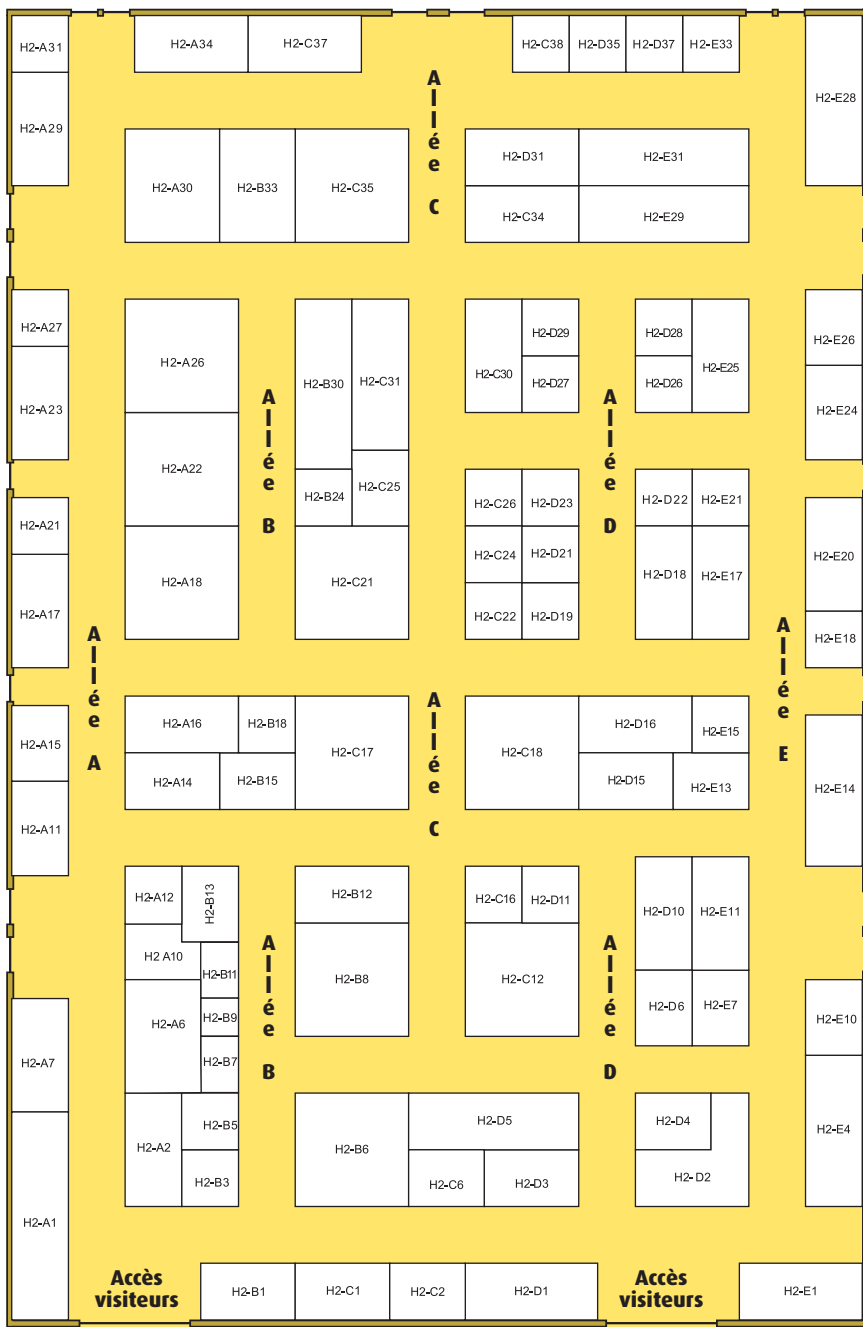 H2-A31
H2-A34
H2-C37
H2-C38
H2-D35
H2-D37
H2-E33
H2-E28
H2-A29
Allée C
H2-A30
H2-B33
H2-C35
H2-D31
H2-E31
H2-C34
H2-E29
H2-A27
H2-A23
H2-A26
H2-B30
H2-C31
H2-C30
H2-D29
H2-D27
H2-D28
H2-D26
H2-E25
H2-E26
H2-E24
Allée B
Allée D
H2-A22
H2-B24
H2-C25
H2-C26
H2-D23
H2-D22
H2-E21
H2-A21
H2-A17
H2-A18
H2-C21
H2-C24
H2-D21
H2-C22
H2-D19
H2-D18
H2-E17
H2-E20
H2-E18
Allée A
Allée C
Allée E
H2-A15
H2-A11
H2-A16
H2-B18
H2-A14
H2-B15
H2-C17
H2-C18
H2-D16
H2-E15
H2-D15
H2-E13
H2-E14
H2-A12
H2-B13
H2 A10
H2-B11
H2-A6
H2-B9
H2-B7
H2-B12
H2-B8
H2-C16
H2-D11
H2-C12
H2-D10
H2-E11
H2-D6
H2-E7
Allée B
Allée D
H2-E10
H2-E4
H2-A7
H2-A1
H2-A2
H2-B5
H2-B3
H2-B6
H2-D5
H2-C6
H2-D3
H2-D4
H2-D2
Accès
visiteurs
H2-B1
H2-C1
H2-C2
H2-D1
Accès
visiteurs
H2-E1